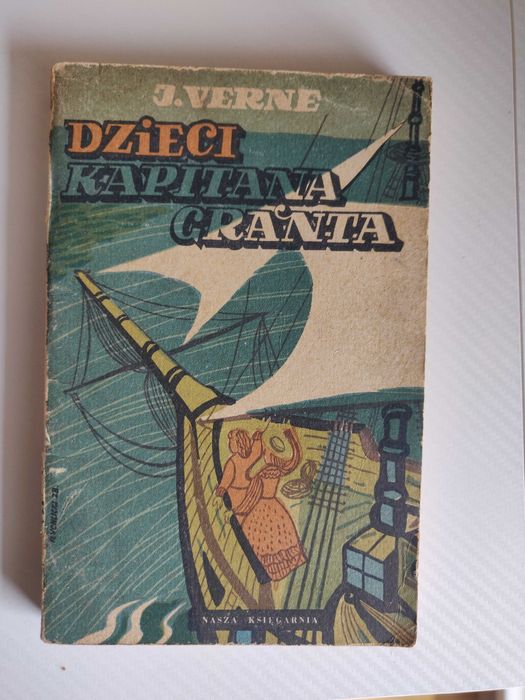 J. VERNE
DZIECI
KAPITANA
GRANTA
NASZA KSIĘGARNIA